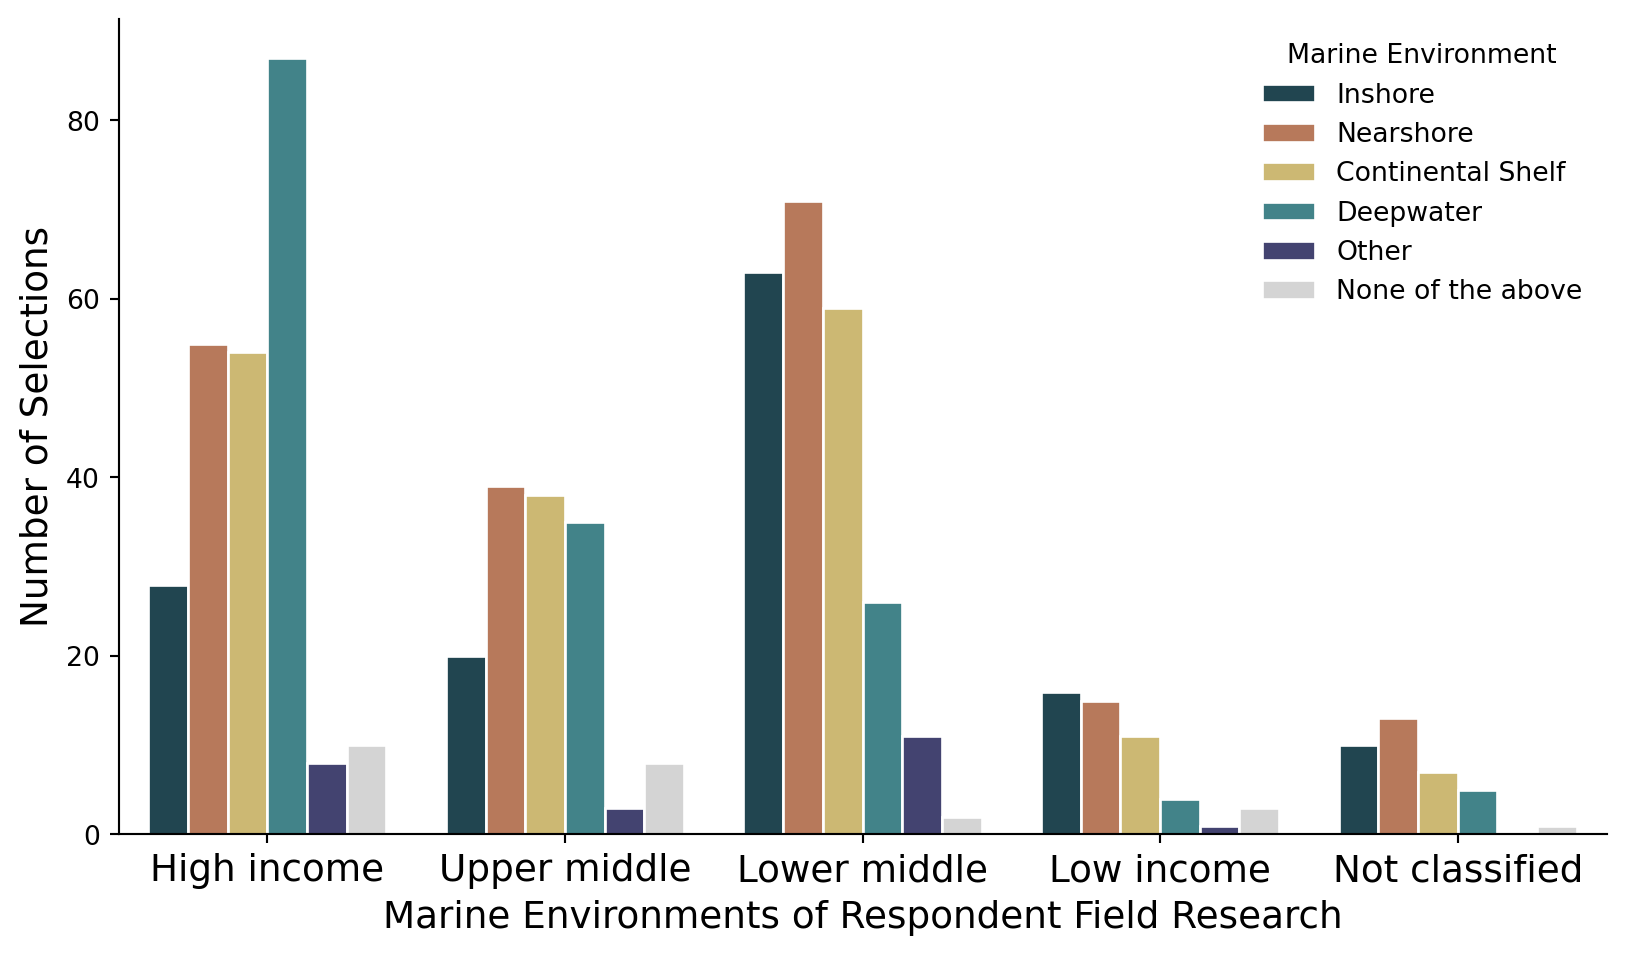 Marine Environment
Inshore
Nearshore
Continental Shelf
Deepwater
Other
None of the above
Number of Selections
80
60
40
20
0
High income
Upper middle
Lower middle
Low income
Not classified
Marine Environments of Respondent Field Research